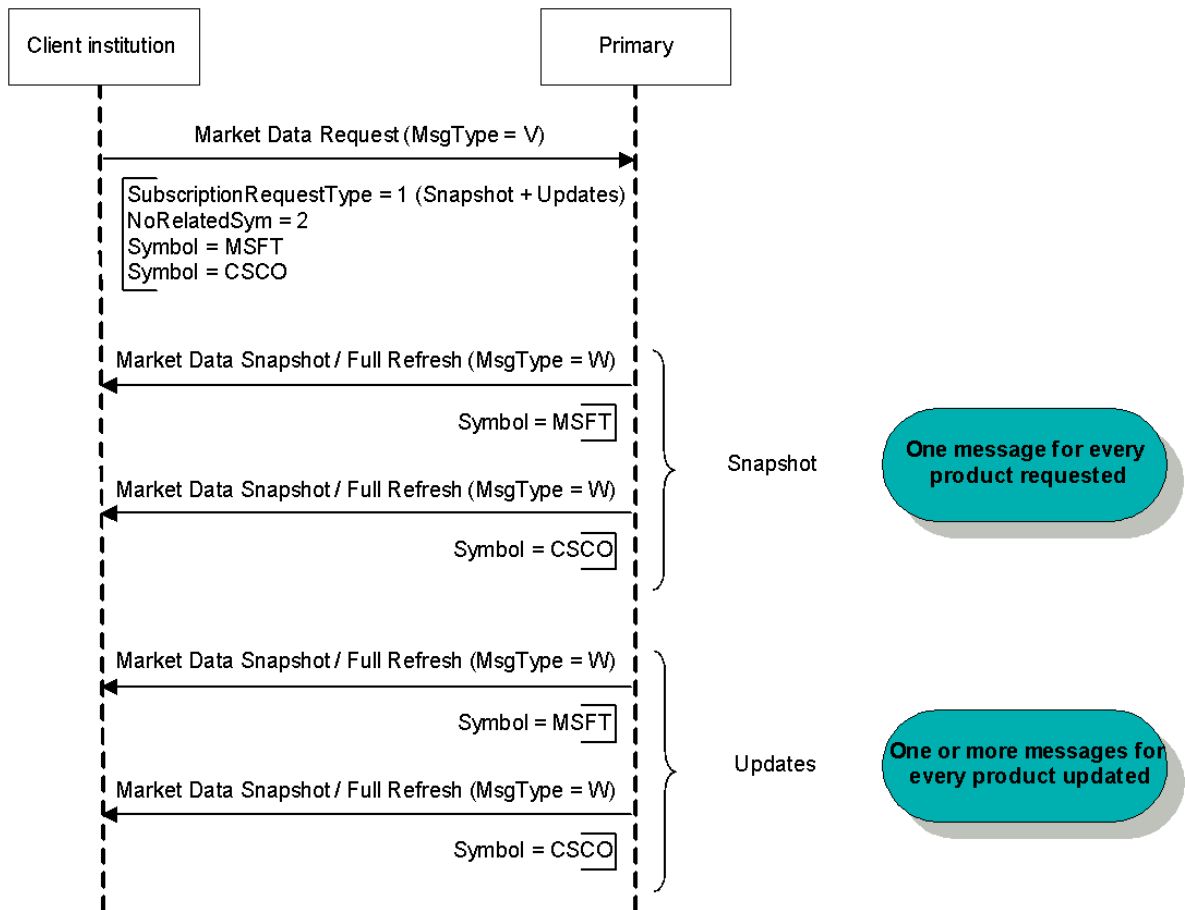 Client institution
Primary
Market Data Request (MsgType = V)
SubscriptionRequestType = 1 (Snapshot + Updates)
NoRelatedSym = 2
Symbol = MSFT
Symbol = CSCO
Market Data Snapshot / Full Refresh (MsgType = W)
Symbol = MSFT
Market Data Snapshot / Full Refresh (MsgType = W)
Symbol = CSCO
Snapshot
One message for every
product requested
Market Data Snapshot / Full Refresh (MsgType = W)
Symbol = MSFT
Market Data Snapshot / Full Refresh (MsgType = W)
Symbol = CSCO
Updates
One or more messages for
every product updated